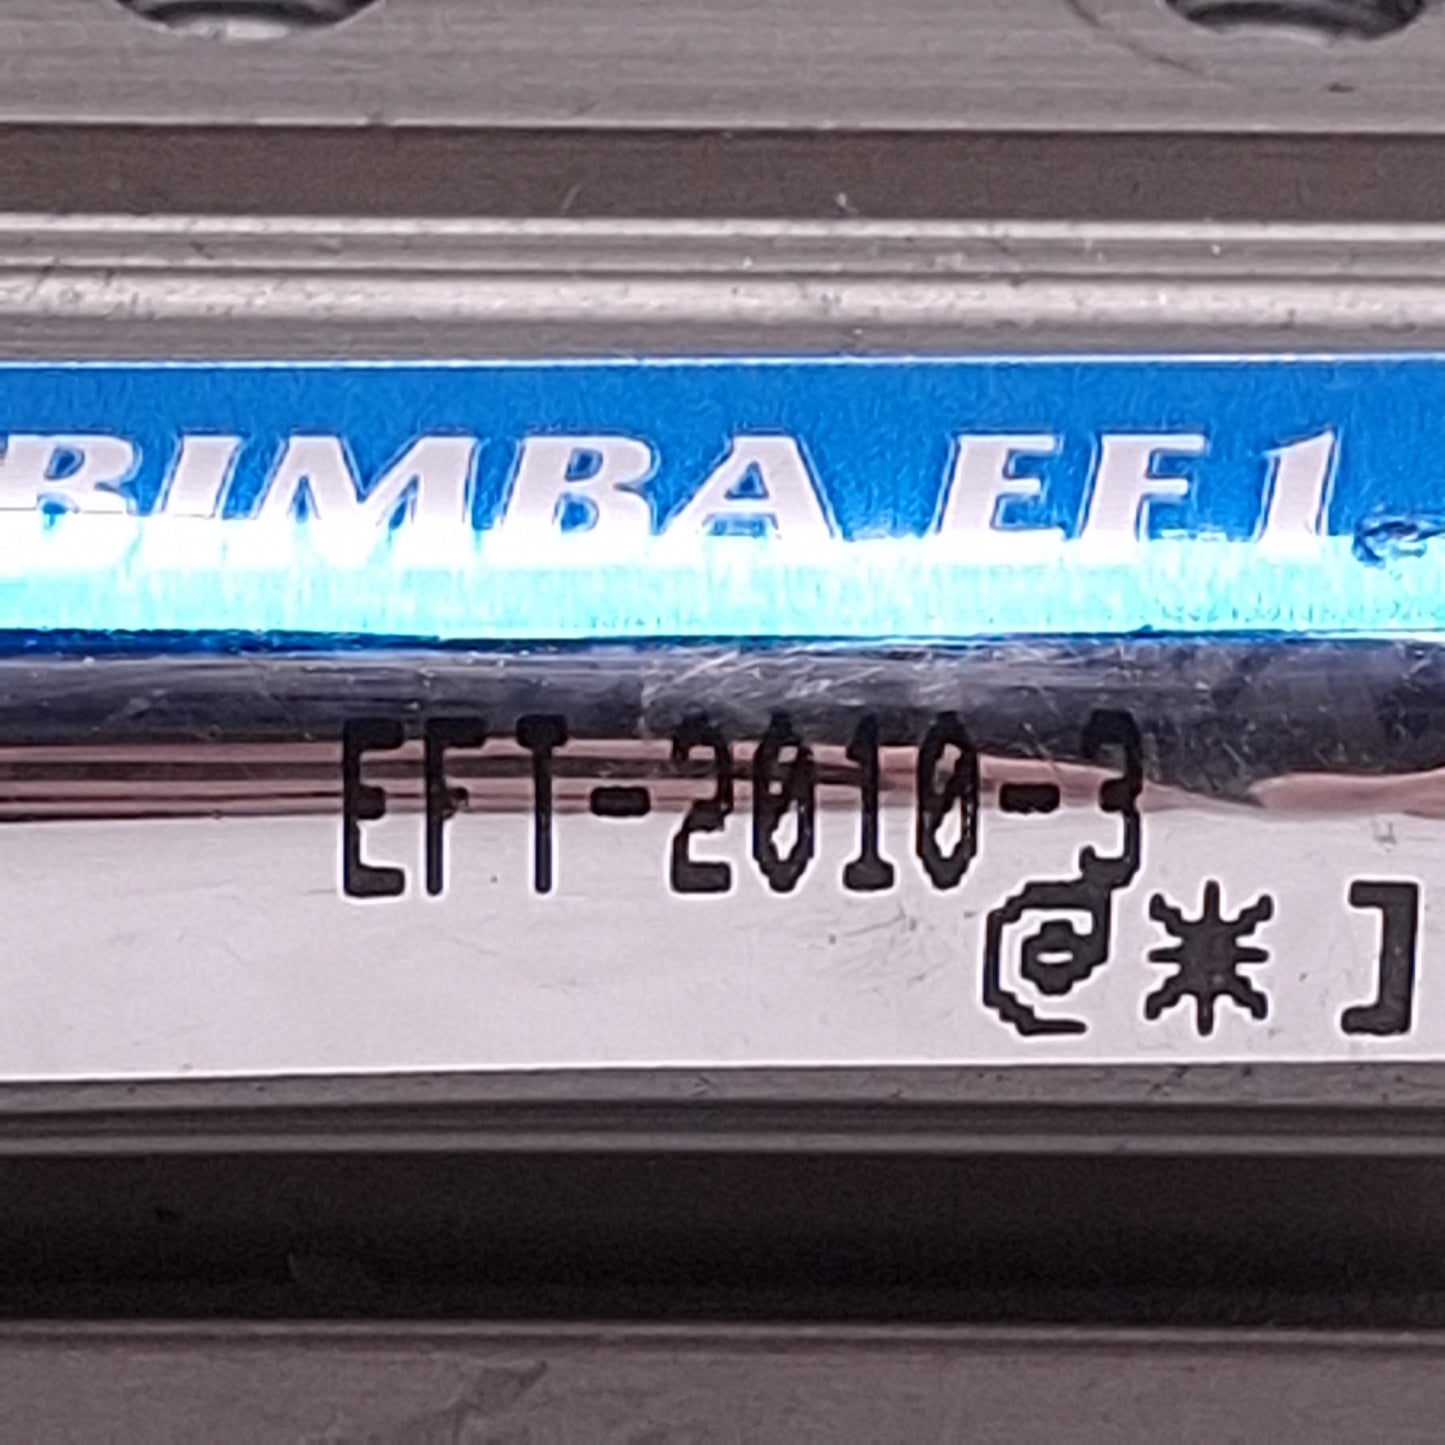 BIMBA EF1
EFT-2010-3
@* ]